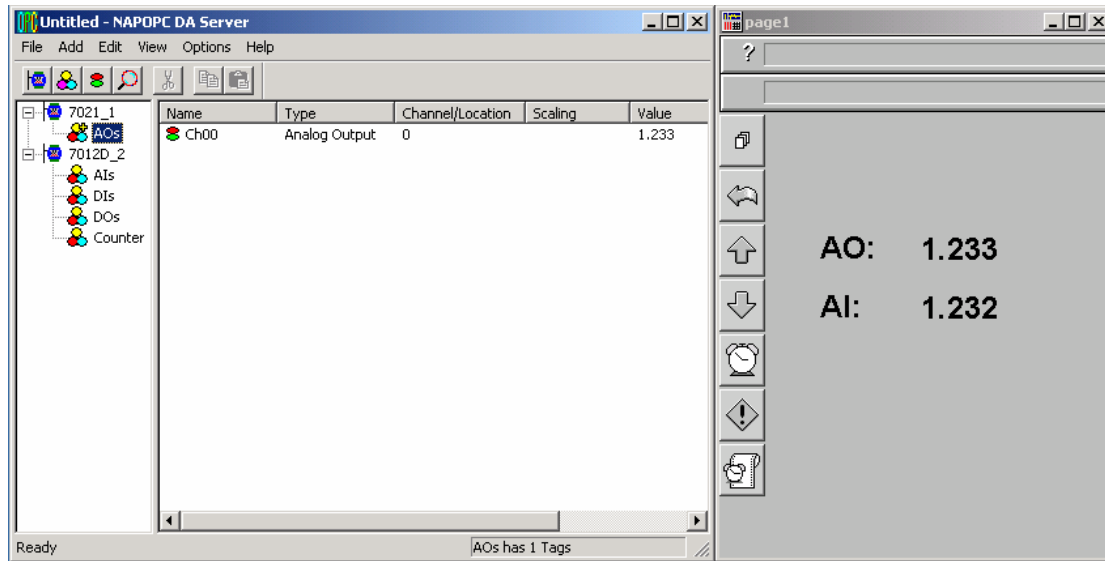 Untitled - NAPOPC DA Server
File Add Edit View Options Help
7021_1
AOs
7012D_2
AIs
DIs
DOs
Counter
Name Type Channel/Location Scaling Value
Ch00 Analog Output 0 1.233
Ready AOs has 1 Tags
page1
?
AO: 1.233
AI: 1.232